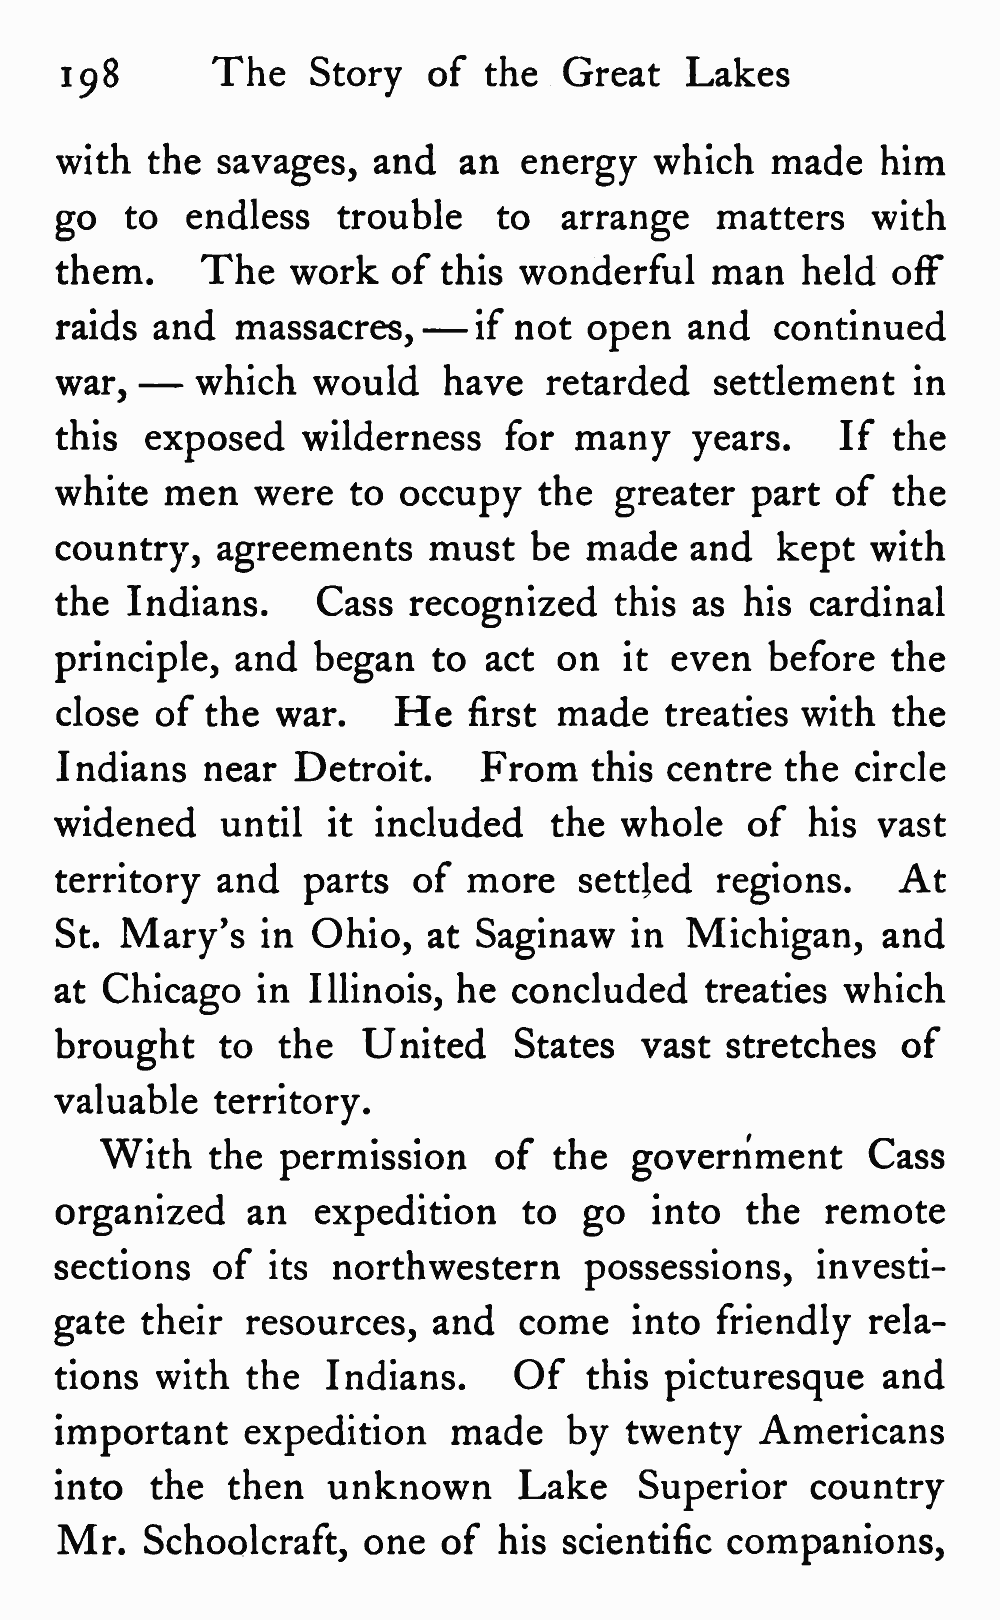 198 The Story of the Great Lakes
with the savages, and an energy which made him
go to endless trouble to arrange matters with
them. The work of this wonderful man held off
raids and massacres, — if not open and continued
war, — which would have retarded settlement in
this exposed wilderness for many years. If the
white men were to occupy the greater part of the
country, agreements must be made and kept with
the Indians. Cass recognized this as his cardinal
principle, and began to act on it even before the
close of the war. He first made treaties with the
Indians near Detroit. From this centre the circle
widened until it included the whole of his vast
territory and parts of more settled regions. At
St. Mary's in Ohio, at Saginaw in Michigan, and
at Chicago in Illinois, he concluded treaties which
brought to the United States vast stretches of
valuable territory.
With the permission of the government Cass
organized an expedition to go into the remote
sections of its northwestern possessions, investi-
gate their resources, and come into friendly rela-
tions with the Indians. Of this picturesque and
important expedition made by twenty Americans
into the then unknown Lake Superior country
Mr. Schoolcraft, one of his scientific companions,